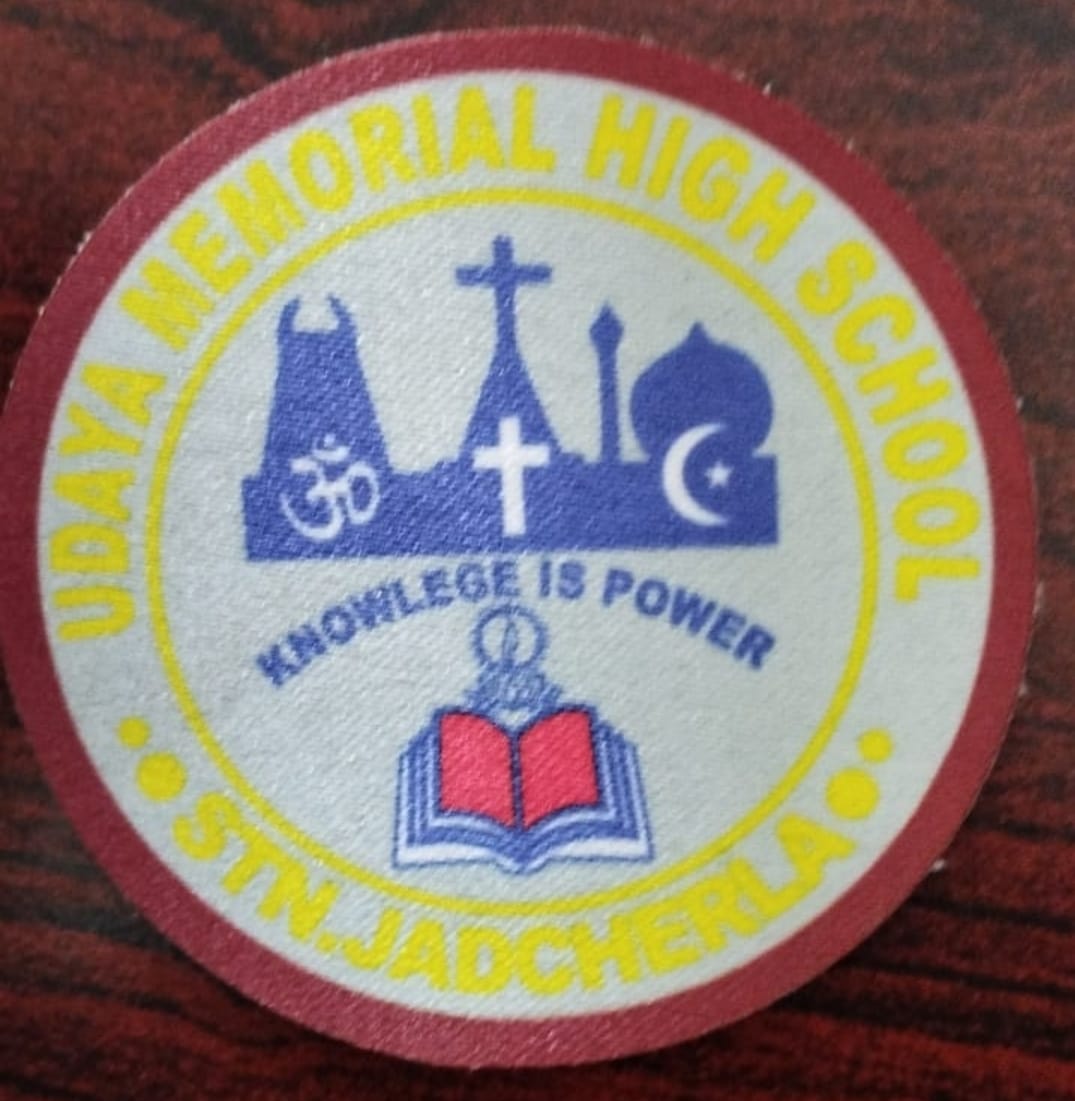 UDAYA MEMORIAL HIGH SCHOOL
ॐ
KNOWLEGE IS POWER
STN.JADCHERLA